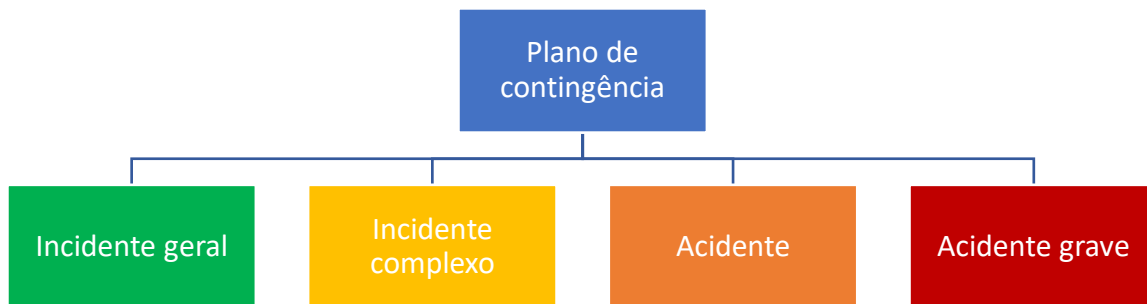 Plano de
contingência
Incidente geral
Incidente
complexo
Acidente
Acidente grave